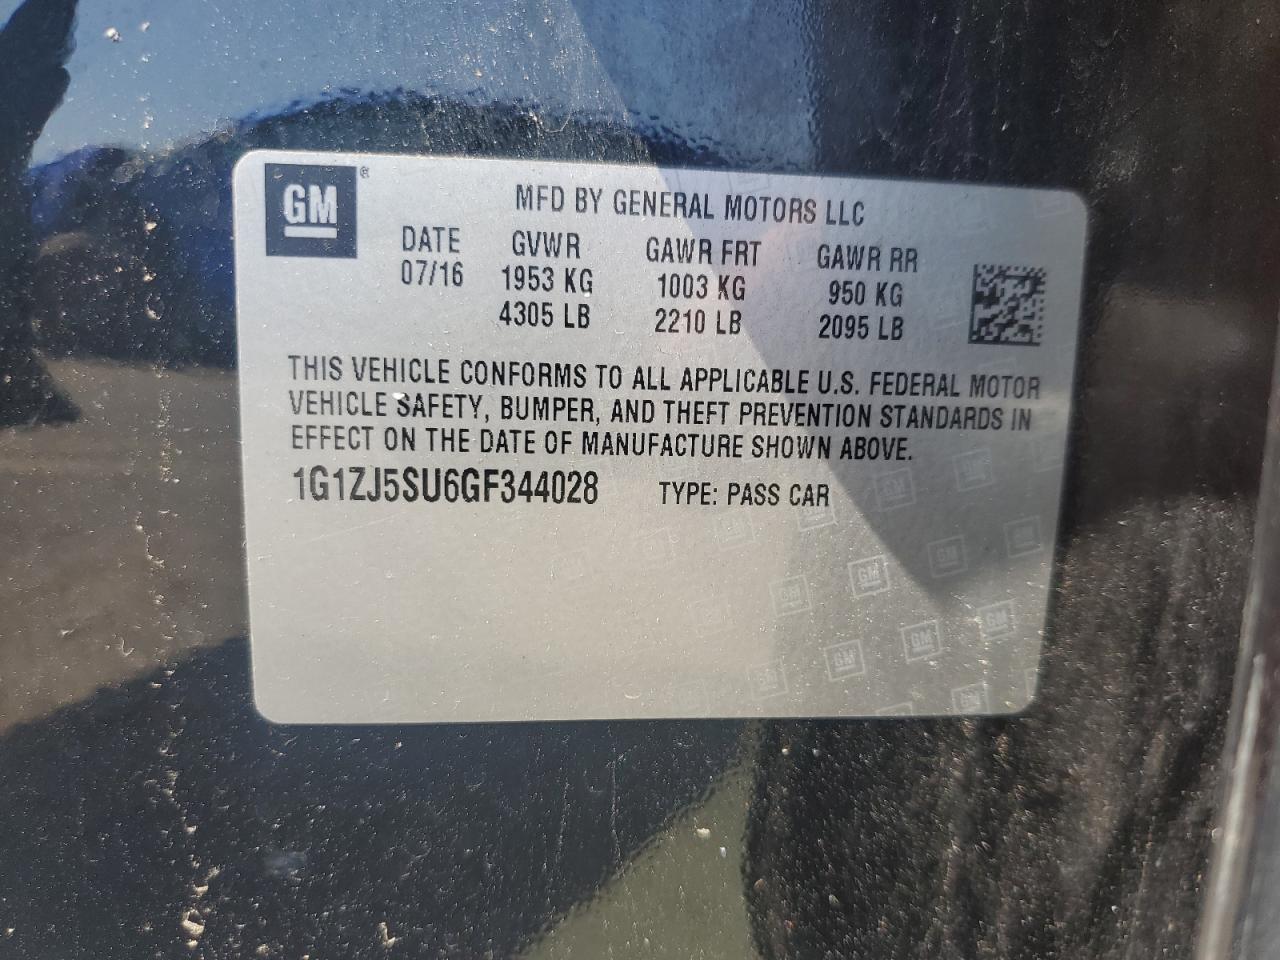 GM®
MFD BY GENERAL MOTORS LLC
DATE GVWR GAWR FRT GAWR RR
07/16 1953 KG 1003 KG 950 KG
4305 LB 2210 LB 2095 LB
THIS VEHICLE CONFORMS TO ALL APPLICABLE U.S. FEDERAL MOTOR
VEHICLE SAFETY, BUMPER, AND THEFT PREVENTION STANDARDS IN
EFFECT ON THE DATE OF MANUFACTURE SHOWN ABOVE.
1G1ZJ5SU6GF344028 TYPE: PASS CAR